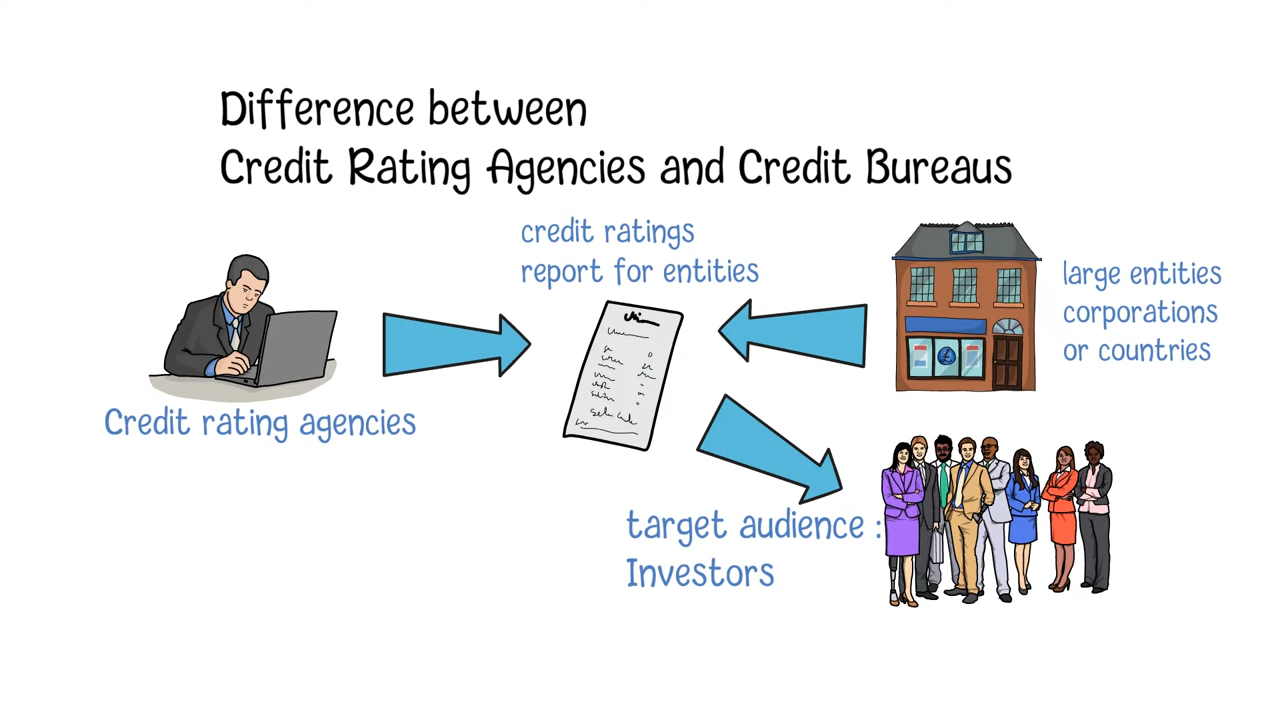 Difference between
Credit Rating Agencies and Credit Bureaus
credit ratings
report for entities
large entities
corporations
or countries
Credit rating agencies
target audience :
Investors